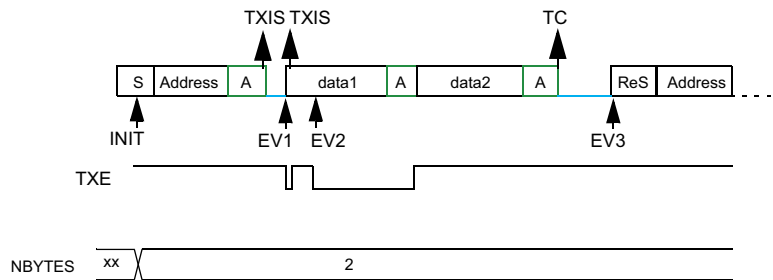 TXIS TXIS TC
S Address A data1 A data2 A ReS Address
INIT EV1 EV2 EV3
TXE
NBYTES xx 2